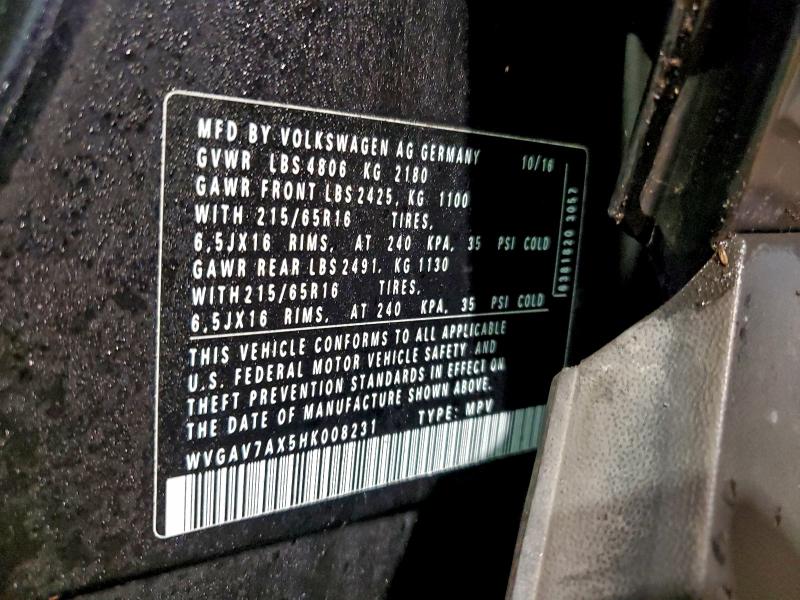 MFD BY VOLKSWAGEN AG GERMANY 10/16
GVWR LBS 4806 KG 2180
GAWR FRONT LBS 2425, KG 1100
WITH 215/65R16 TIRES,
6,5JX16 RIMS, AT 240 KPA, 35 PSI COLD
GAWR REAR LBS 2491, KG 1130
WITH 215/65R16 TIRES,
6,5JX16 RIMS, AT 240 KPA, 35 PSI COLD
THIS VEHICLE CONFORMS TO ALL APPLICABLE
U.S. FEDERAL MOTOR VEHICLE SAFETY AND
THEFT PREVENTION STANDARDS IN EFFECT ON
THE DATE OF MANUFACTURE SHOWN ABOVE.
WVGAV7AX5HK008231 TYPE: MPV